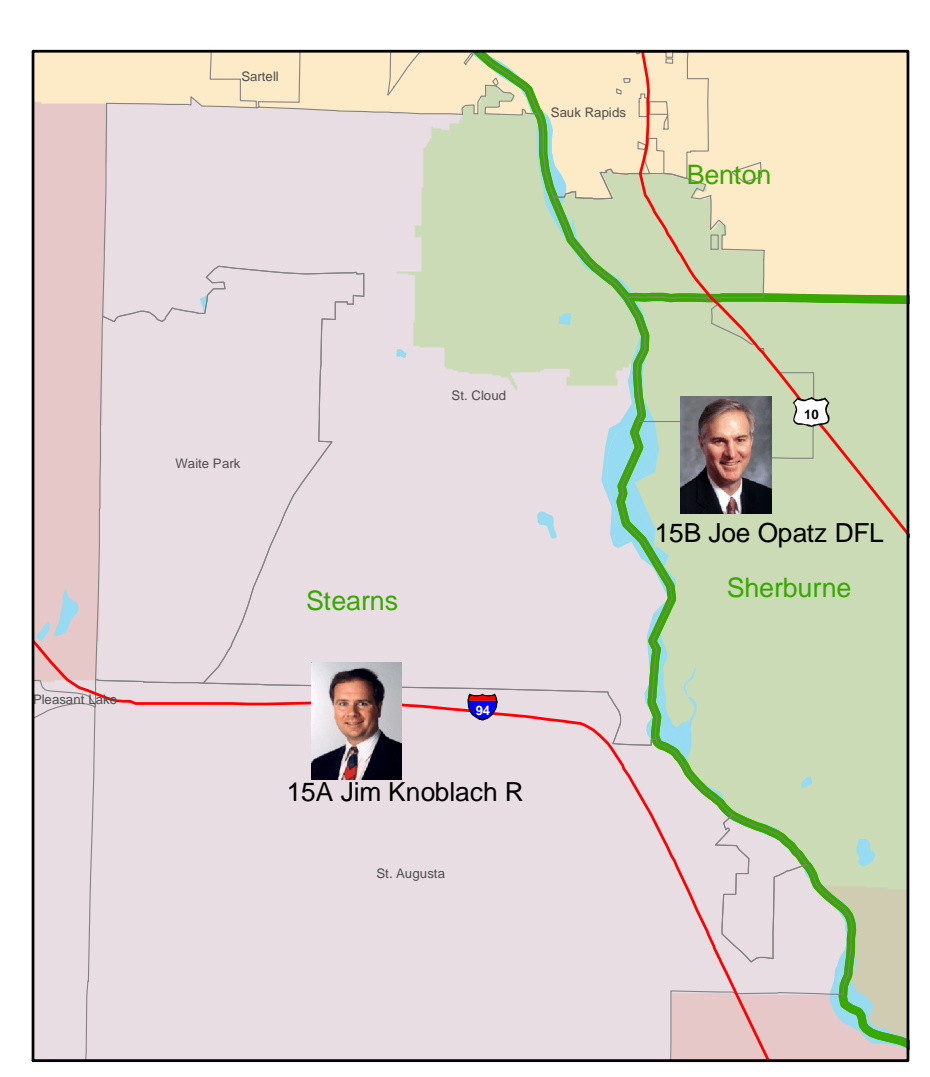 Sartell
Sauk Rapids
Benton
St. Cloud
10
Waite Park
15B Joe Opatz DFL
Sherburne
Stearns
Pleasant Lake
94
15A Jim Knoblach R
St. Augusta